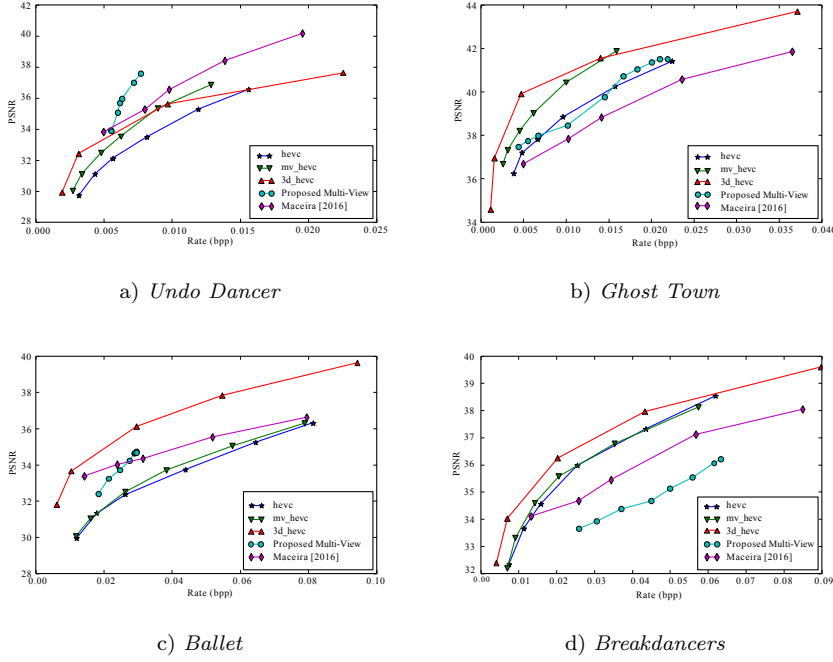 42
40
38
36
34
32
30
28
PSNR
0.000 0.005 0.010 0.015 0.020 0.025
Rate (bpp)
hevc
mv_hevc
3d_hevc
Proposed Multi-View
Maceira [2016]
a) Undo Dancer
44
42
40
38
36
34
PSNR
0.000 0.005 0.010 0.015 0.020 0.025 0.030 0.035 0.040
Rate (bpp)
hevc
mv_hevc
3d_hevc
Proposed Multi-View
Maceira [2016]
b) Ghost Town
40
38
36
34
32
30
28
PSNR
0.00 0.02 0.04 0.06 0.08 0.10
Rate (bpp)
hevc
mv_hevc
3d_hevc
Proposed Multi-View
Maceira [2016]
c) Ballet
40
39
38
37
36
35
34
33
32
PSNR
0.00 0.01 0.02 0.03 0.04 0.05 0.06 0.07 0.08 0.09
Rate (bpp)
hevc
mv_hevc
3d_hevc
Proposed Multi-View
Maceira [2016]
d) Breakdancers